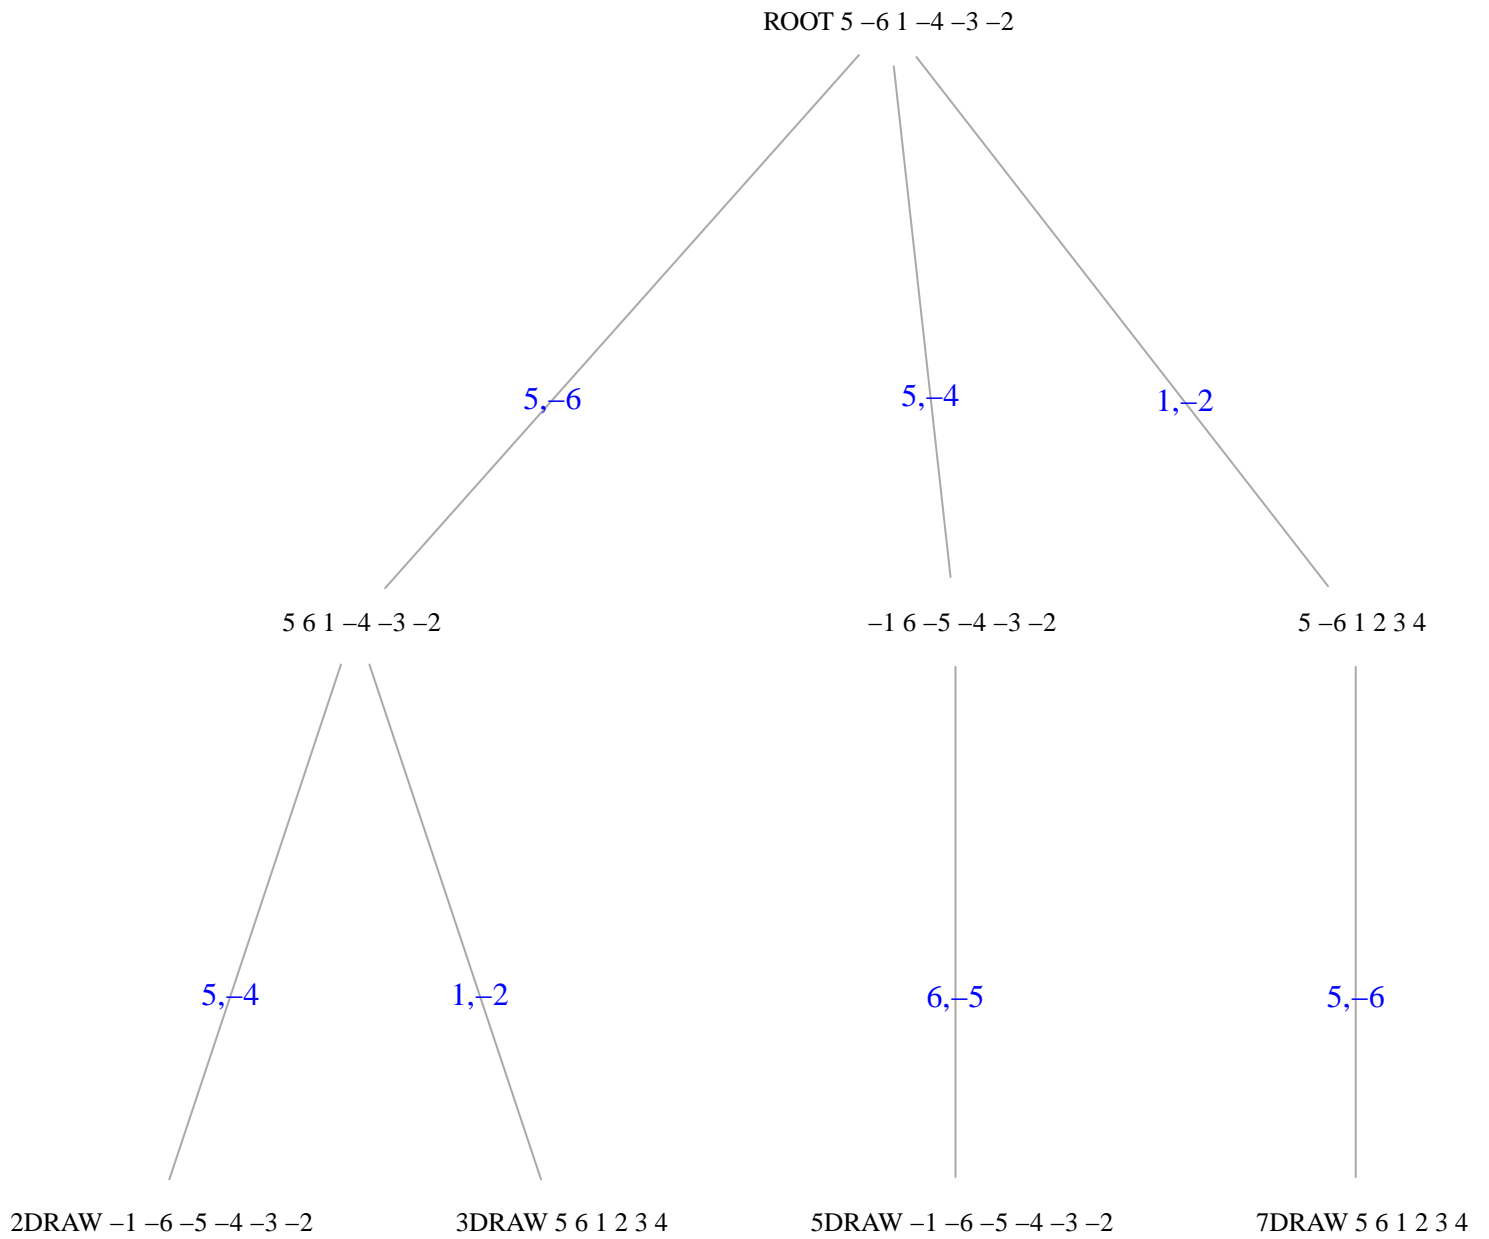 ROOT 5 –6 1 –4 –3 –2
5,–6
5,–4
1,–2
5 6 1 –4 –3 –2
–1 6 –5 –4 –3 –2
5 –6 1 2 3 4
5,–4
1,–2
6,–5
5,–6
2DRAW –1 –6 –5 –4 –3 –2
3DRAW 5 6 1 2 3 4
5DRAW –1 –6 –5 –4 –3 –2
7DRAW 5 6 1 2 3 4